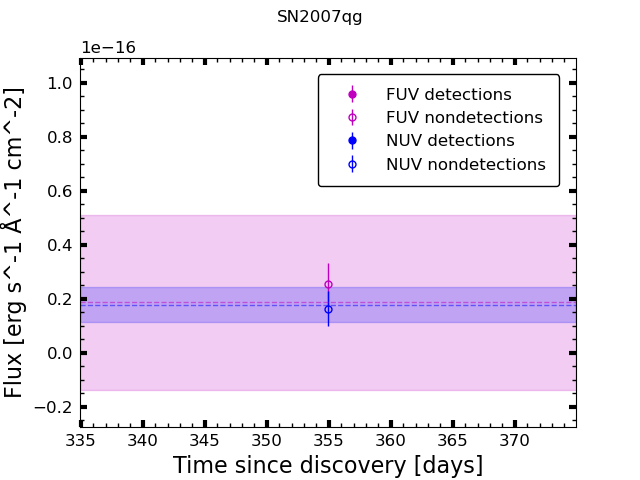 SN2007qg
1e−16
1.0
0.8
0.6
0.4
0.2
0.0
−0.2
Flux [erg s^-1 Å^-1 cm^-2]
FUV detections
FUV nondetections
NUV detections
NUV nondetections
335 340 345 350 355 360 365 370
Time since discovery [days]